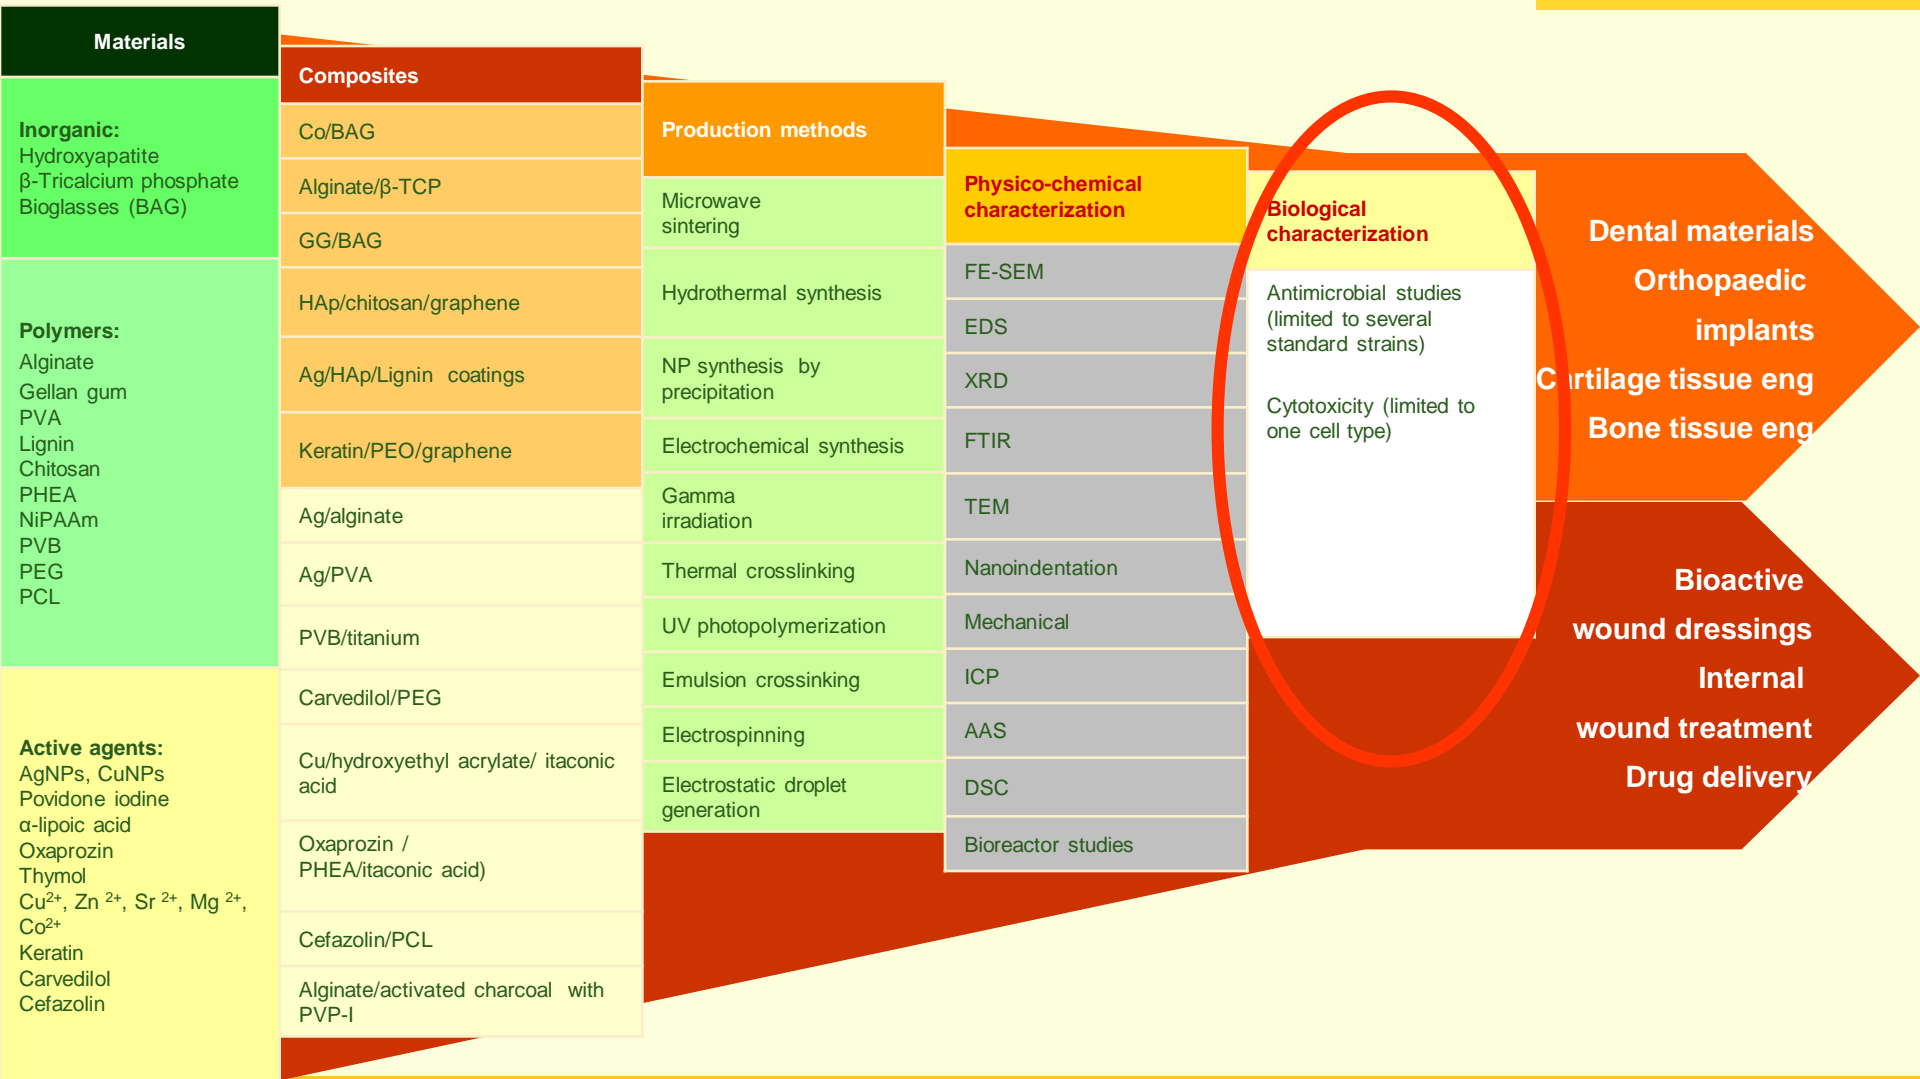 Materials
Inorganic:
Hydroxyapatite
β-Tricalcium phosphate
Bioglasses (BAG)
Polymers:
Alginate
Gellan gum
PVA
Lignin
Chitosan
PHEA
NiPAAm
PVB
PEG
PCL
Active agents:
AgNPs, CuNPs
Povidone iodine
α-lipoic acid
Oxaprozin
Thymol
Cu²⁺, Zn ²⁺, Sr ²⁺, Mg ²⁺,
Co²⁺
Keratin
Carvedilol
Cefazolin
Composites
Co/BAG
Alginate/β-TCP
GG/BAG
HAp/chitosan/graphene
Ag/HAp/Lignin coatings
Keratin/PEO/graphene
Ag/alginate
Ag/PVA
PVB/titanium
Carvedilol/PEG
Cu/hydroxyethyl acrylate/ itaconic
acid
Oxaprozin /
PHEA/itaconic acid)
Cefazolin/PCL
Alginate/activated charcoal with
PVP-I
Production methods
Microwave
sintering
Hydrothermal synthesis
NP synthesis by
precipitation
Electrochemical synthesis
Gamma
irradiation
Thermal crosslinking
UV photopolymerization
Emulsion crossinking
Electrospinning
Electrostatic droplet
generation
Physico-chemical
characterization
FE-SEM
EDS
XRD
FTIR
TEM
Nanoindentation
Mechanical
ICP
AAS
DSC
Bioreactor studies
Biological
characterization
Antimicrobial studies
(limited to several
standard strains)
Cytotoxicity (limited to
one cell type)
Dental materials
Orthopaedic
implants
Cartilage tissue eng
Bone tissue eng
Bioactive
wound dressings
Internal
wound treatment
Drug delivery